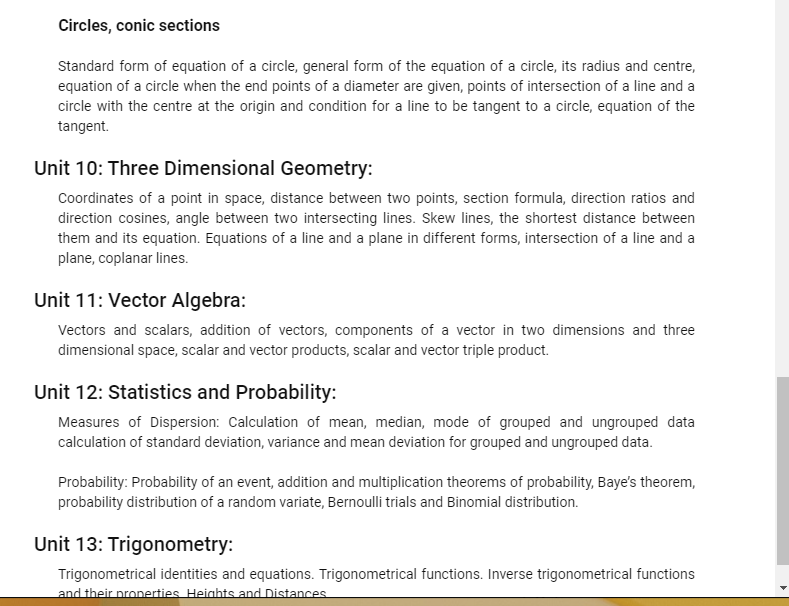 Circles, conic sections
Standard form of equation of a circle, general form of the equation of a circle, its radius and centre,
equation of a circle when the end points of a diameter are given, points of intersection of a line and a
circle with the centre at the origin and condition for a line to be tangent to a circle, equation of the
tangent.
Unit 10: Three Dimensional Geometry:
Coordinates of a point in space, distance between two points, section formula, direction ratios and
direction cosines, angle between two intersecting lines. Skew lines, the shortest distance between
them and its equation. Equations of a line and a plane in different forms, intersection of a line and a
plane, coplanar lines.
Unit 11: Vector Algebra:
Vectors and scalars, addition of vectors, components of a vector in two dimensions and three
dimensional space, scalar and vector products, scalar and vector triple product.
Unit 12: Statistics and Probability:
Measures of Dispersion: Calculation of mean, median, mode of grouped and ungrouped data
calculation of standard deviation, variance and mean deviation for grouped and ungrouped data.
Probability: Probability of an event, addition and multiplication theorems of probability, Baye's theorem,
probability distribution of a random variate, Bernoulli trials and Binomial distribution.
Unit 13: Trigonometry:
Trigonometrical identities and equations. Trigonometrical functions. Inverse trigonometrical functions
and their properties. Heights and Distances